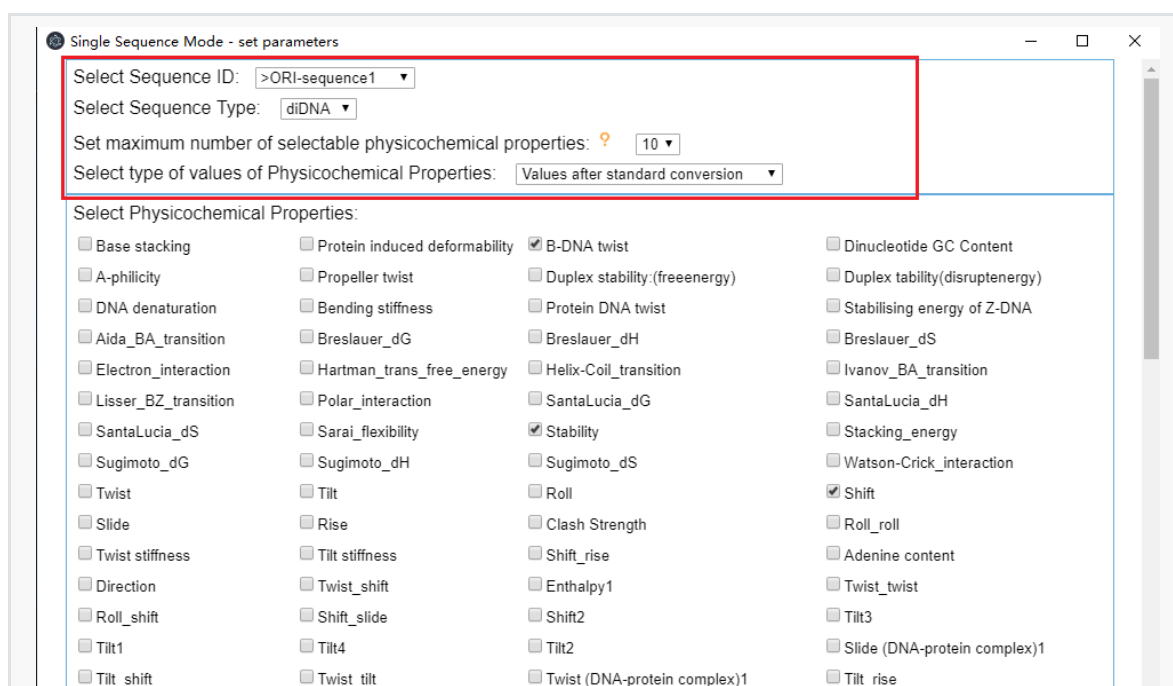 Single Sequence Mode - set parameters
Select Sequence ID: >ORI-sequence1
Select Sequence Type: diDNA
Set maximum number of selectable physicochemical properties: ? 10
Select type of values of Physicochemical Properties: Values after standard conversion
Select Physicochemical Properties:
Base stacking Protein induced deformability B-DNA twist Dinucleotide GC Content
A-philicity Propeller twist Duplex stability:(freeenergy) Duplex tability(disruptenergy)
DNA denaturation Bending stiffness Protein DNA twist Stabilising energy of Z-DNA
Aida_BA_transition Breslauer_dG Breslauer_dH Breslauer_dS
Electron_interaction Hartman_trans_free_energy Helix-Coil_transition Ivanov_BA_transition
Lisser_BZ_transition Polar_interaction SantaLucia_dG SantaLucia_dH
SantaLucia_dS Sarai_flexibility Stability Stacking_energy
Sugimoto_dG Sugimoto_dH Sugimoto_dS Watson-Crick_interaction
Twist Tilt Roll Shift
Slide Rise Clash Strength Roll_roll
Twist stiffness Tilt stiffness Shift_rise Adenine content
Direction Twist_shift Enthalpy1 Twist_twist
Roll_shift Shift_slide Shift2 Tilt3
Tilt1 Tilt4 Tilt2 Slide (DNA-protein complex)1
Tilt_shift Twist_tilt Twist (DNA-protein complex)1 Tilt_rise